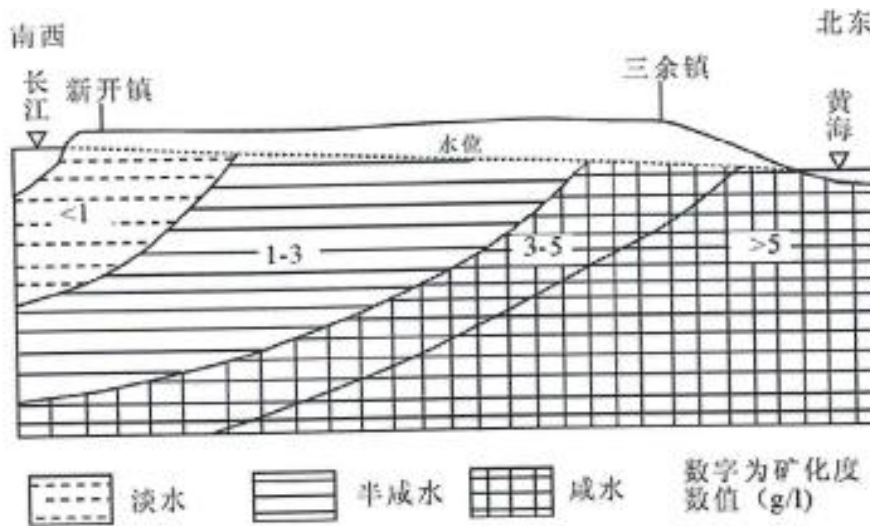 南西
北东
长江
新开镇
三余镇
黄海
水位
<1
1-3
3-5
>5
淡水
半咸水
咸水
数字为矿化度
数值（g/l）